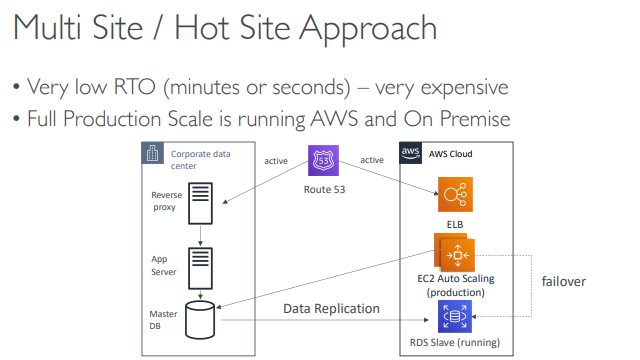 Multi Site / Hot Site Approach
• Very low RTO (minutes or seconds) – very expensive
• Full Production Scale is running AWS and On Premise
Corporate data
center
active
53
active
aws
AWS Cloud
Route 53
Reverse
proxy
ELB
App
Server
EC2 Auto Scaling
(production)
failover
Master
DB
Data Replication
RDS Slave (running)